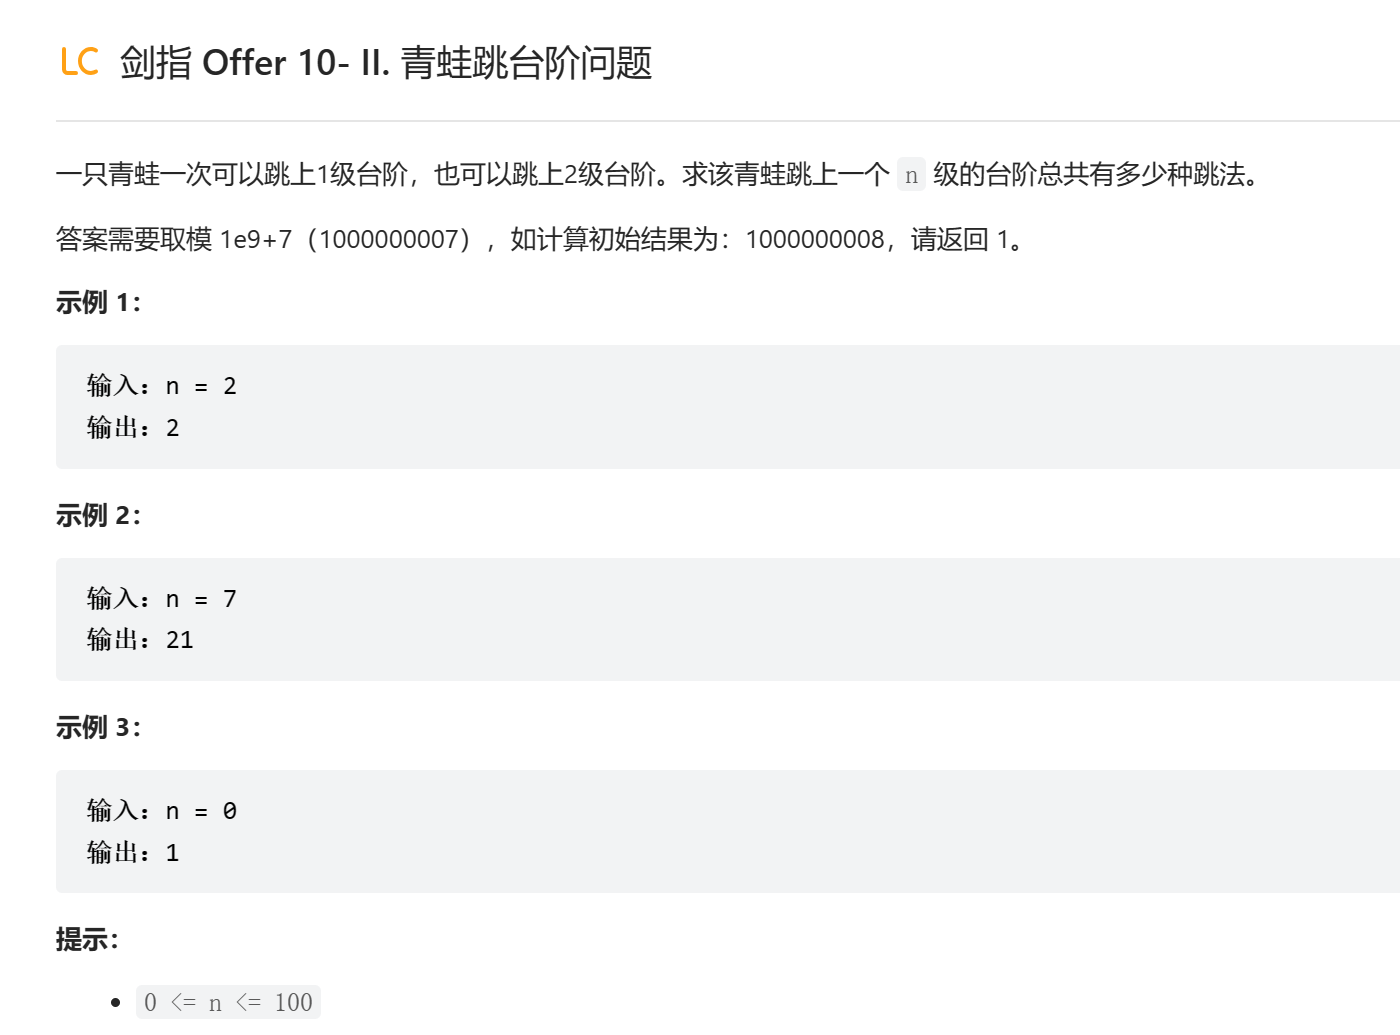 LC 剑指 Offer 10- II. 青蛙跳台阶问题
一只青蛙一次可以跳上1级台阶，也可以跳上2级台阶。求该青蛙跳上一个 n 级的台阶总共有多少种跳法。
答案需要取模 1e9+7（1000000007），如计算初始结果为：1000000008，请返回 1。
示例 1：
输入：n = 2
输出：2
示例 2：
输入：n = 7
输出：21
示例 3：
输入：n = 0
输出：1
提示：
• 0 <= n <= 100